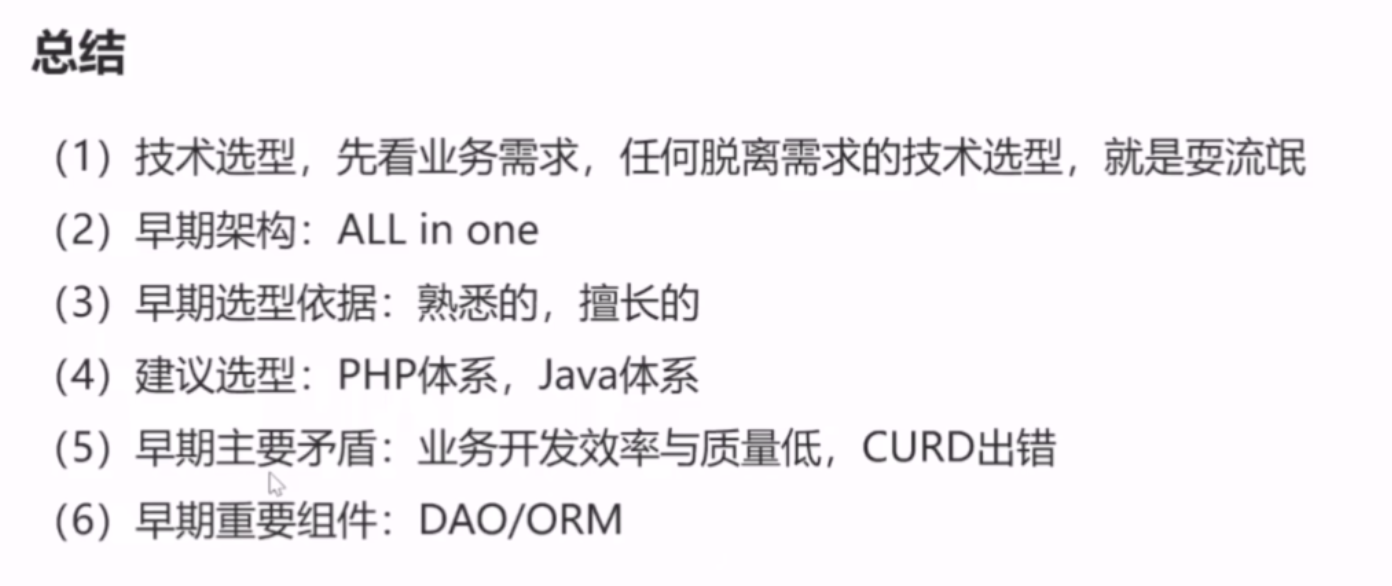 总结
（1）技术选型，先看业务需求，任何脱离需求的技术选型，就是耍流氓
（2）早期架构：ALL in one
（3）早期选型依据：熟悉的，擅长的
（4）建议选型：PHP体系，Java体系
（5）早期主要矛盾：业务开发效率与质量低，CURD出错
（6）早期重要组件：DAO/ORM